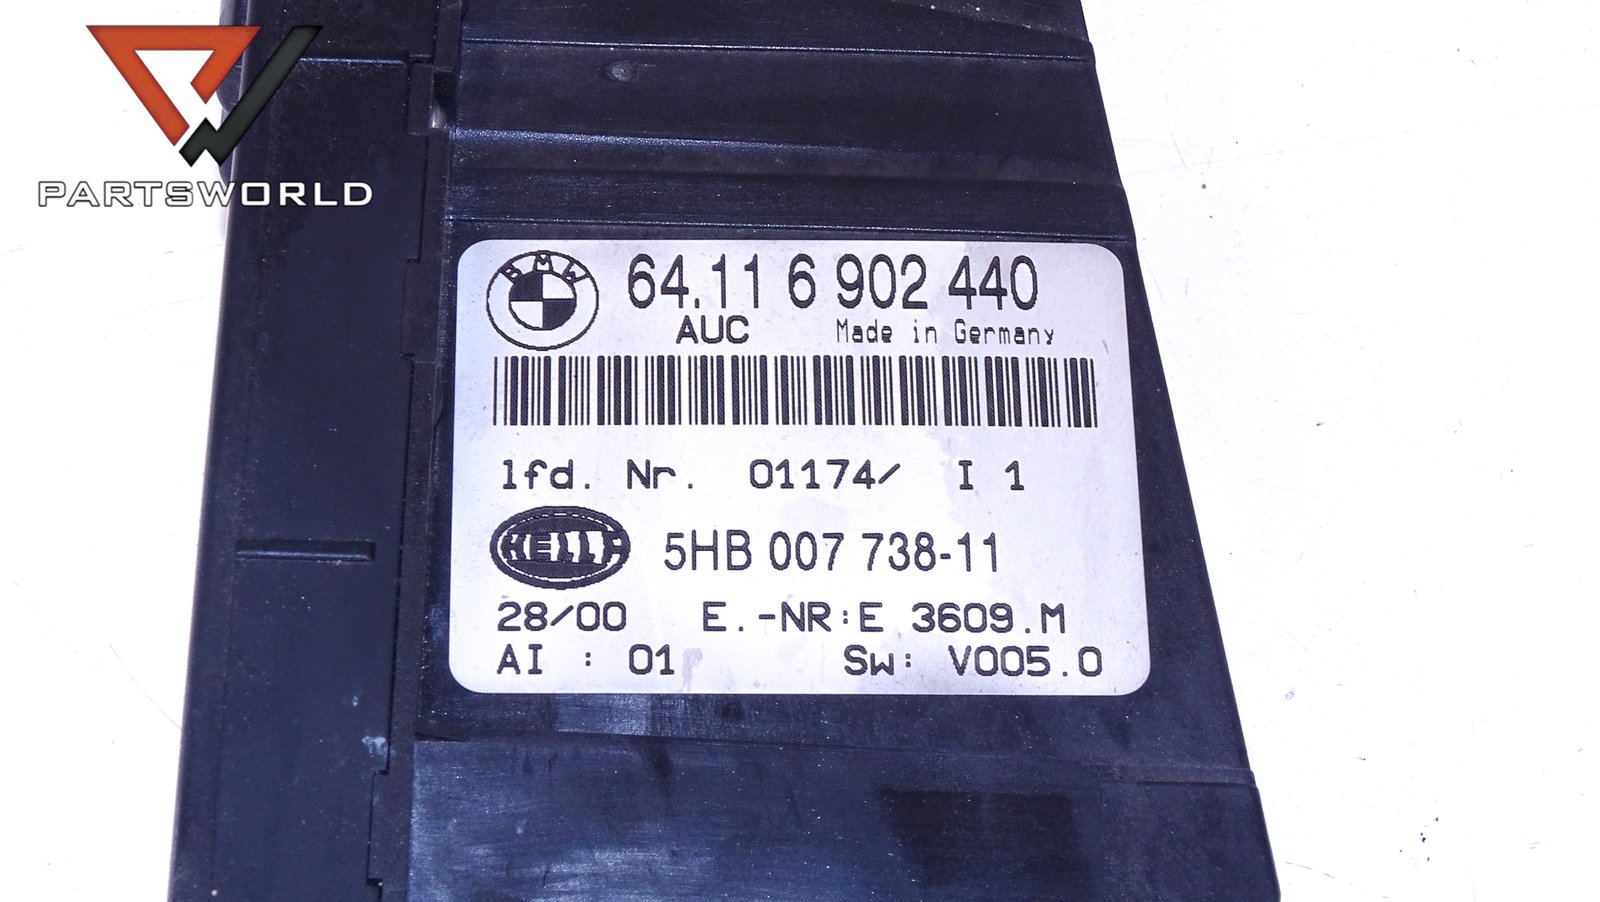 PARTSWORLD
BMW
64.11 6 902 440
AUC Made in Germany
lfd. Nr. 01174/ I 1
HELLA
5HB 007 738-11
28/00 E.-NR:E 3609.M
AI : 01 Sw: V005.0